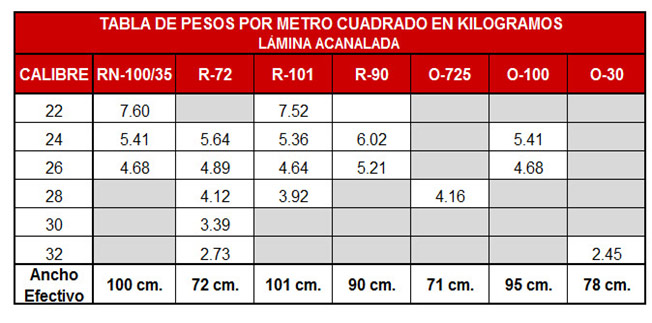 TABLA DE PESOS POR METRO CUADRADO EN KILOGRAMOS
LÁMINA ACANALADA
CALIBRE RN-100/35 R-72 R-101 R-90 O-725 O-100 O-30
22 7.60 7.52
24 5.41 5.64 5.36 6.02 5.41
26 4.68 4.89 4.64 5.21 4.68
28 4.12 3.92 4.16
30 3.39
32 2.73 2.45
Ancho Efectivo 100 cm. 72 cm. 101 cm. 90 cm. 71 cm. 95 cm. 78 cm.